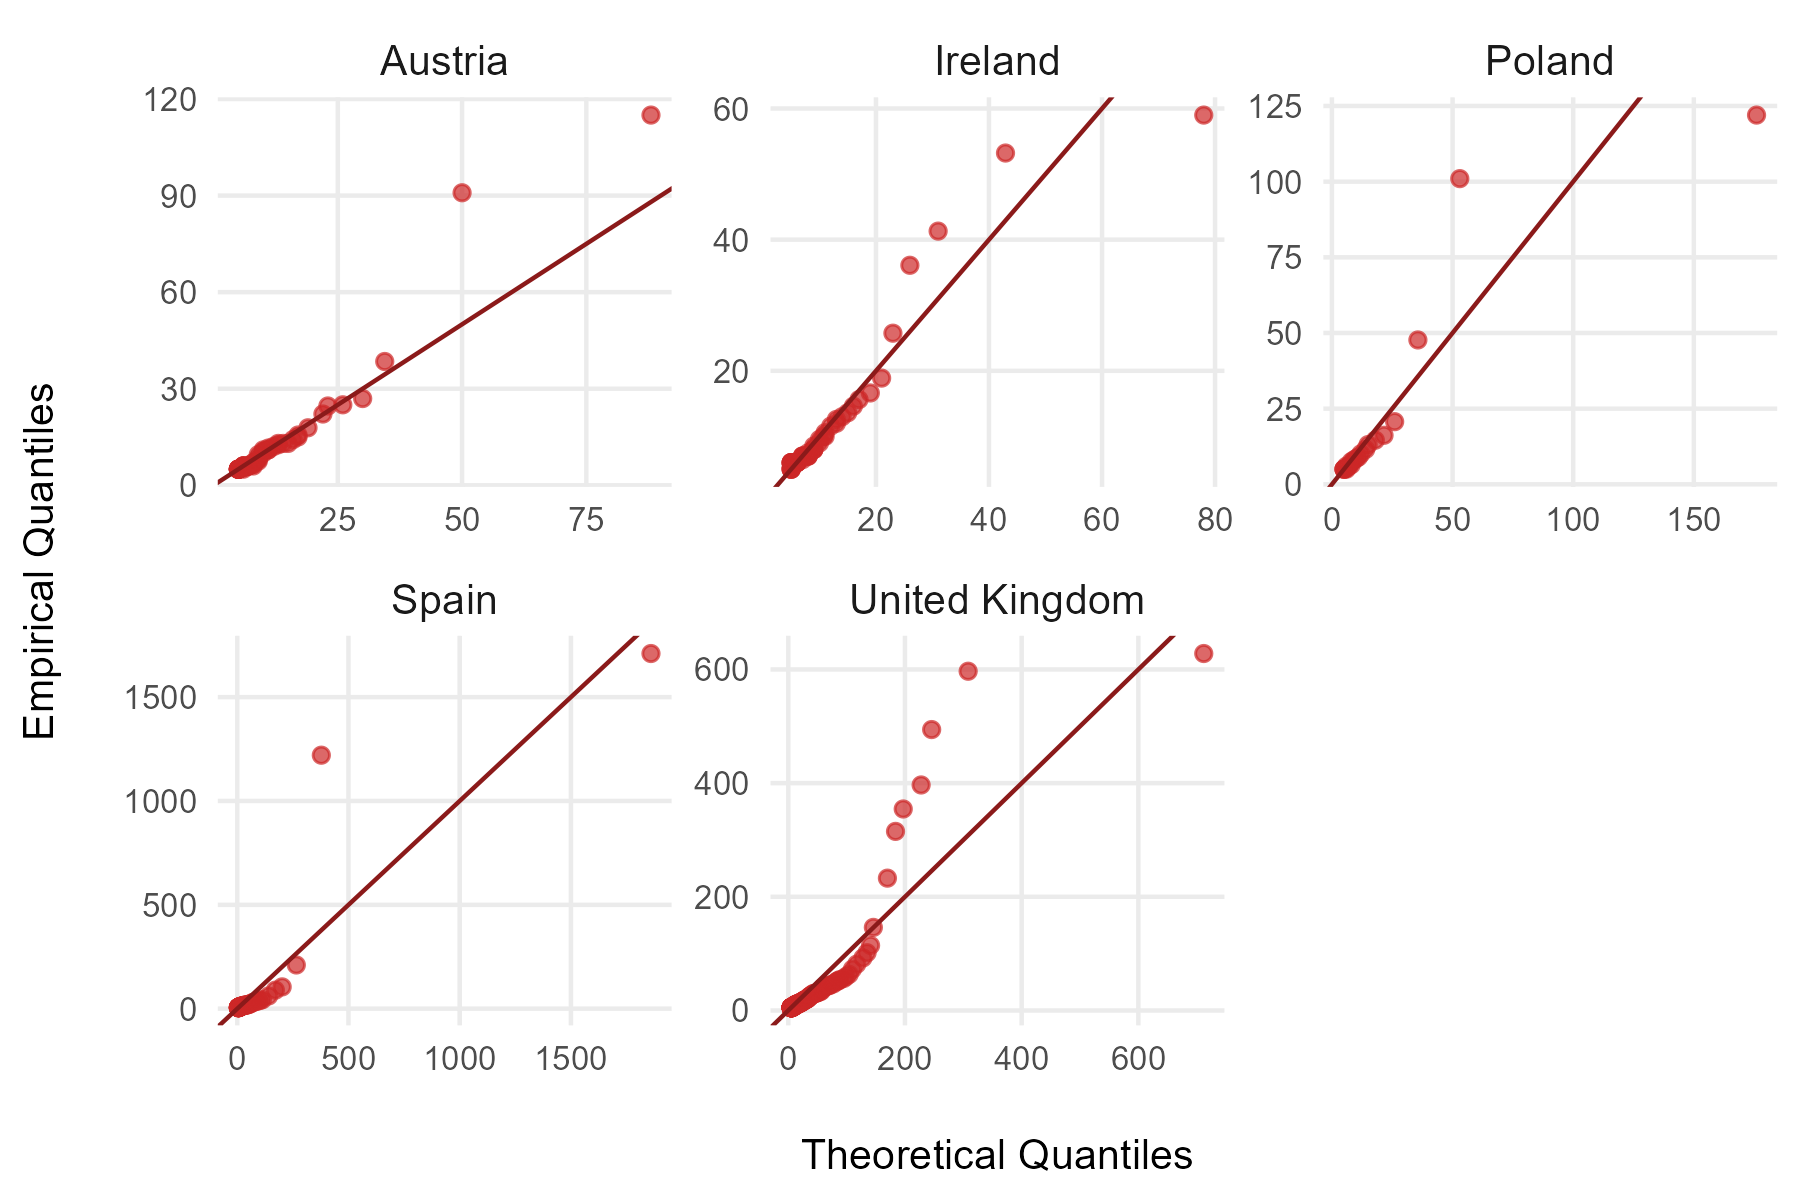 Austria
Ireland
Poland
120
90
60
30
0
25 50 75
60
40
20
20 40 60 80
125
100
75
50
25
0
0 50 100 150
Empirical Quantiles
Spain
United Kingdom
1500
1000
500
0
0 500 1000 1500
600
400
200
0
0 200 400 600
Theoretical Quantiles